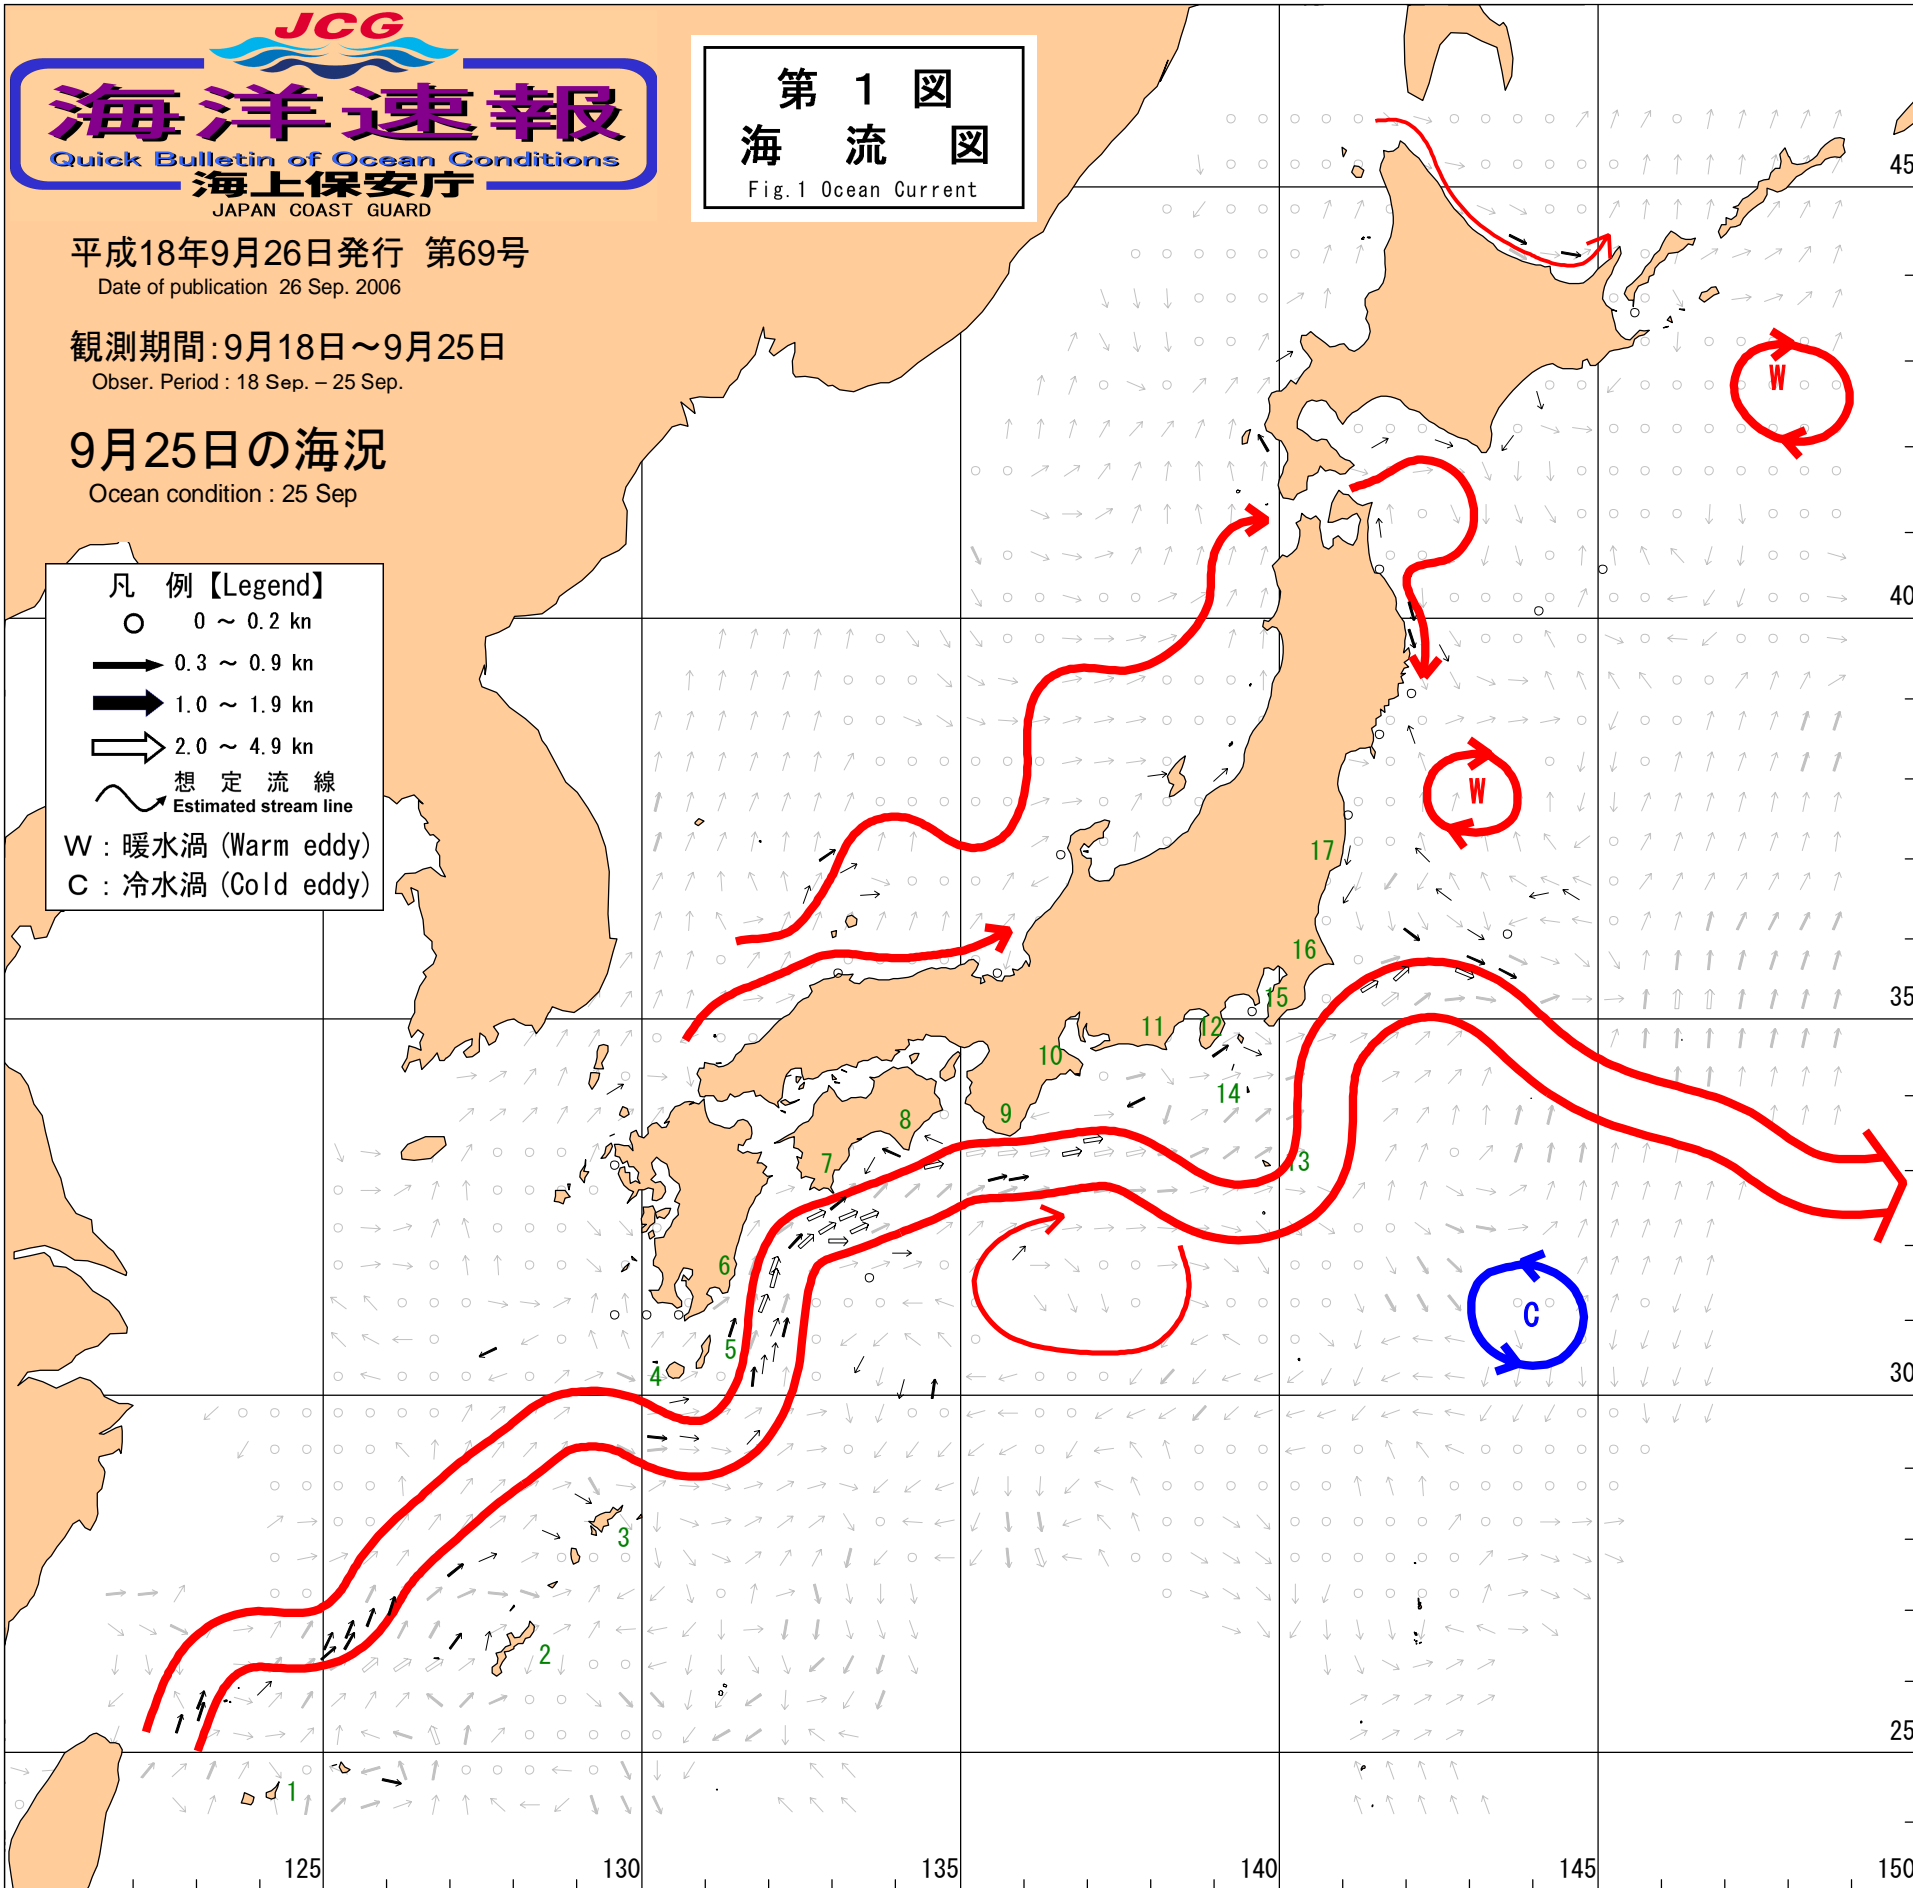 JCG
海洋速報
Quick Bulletin of Ocean Conditions
海上保安庁
JAPAN COAST GUARD
平成18年9月26日発行 第69号
Date of publication 26 Sep. 2006
観測期間:9月18日～9月25日
Obser. Period : 18 Sep. – 25 Sep.
9月25日の海況
Ocean condition : 25 Sep
第 1 図
海 流 図
Fig.1 Ocean Current
凡 例【Legend】
0 ～ 0.2 kn
0.3 ～ 0.9 kn
1.0 ～ 1.9 kn
2.0 ～ 4.9 kn
想 定 流 線
Estimated stream line
W : 暖水渦 (Warm eddy)
C : 冷水渦 (Cold eddy)
45
W
40
W
17
16
35
15
12
11
10
14
9
8
13
7
6
C
5
4
30
3
2
25
1
125
130
135
140
145
150